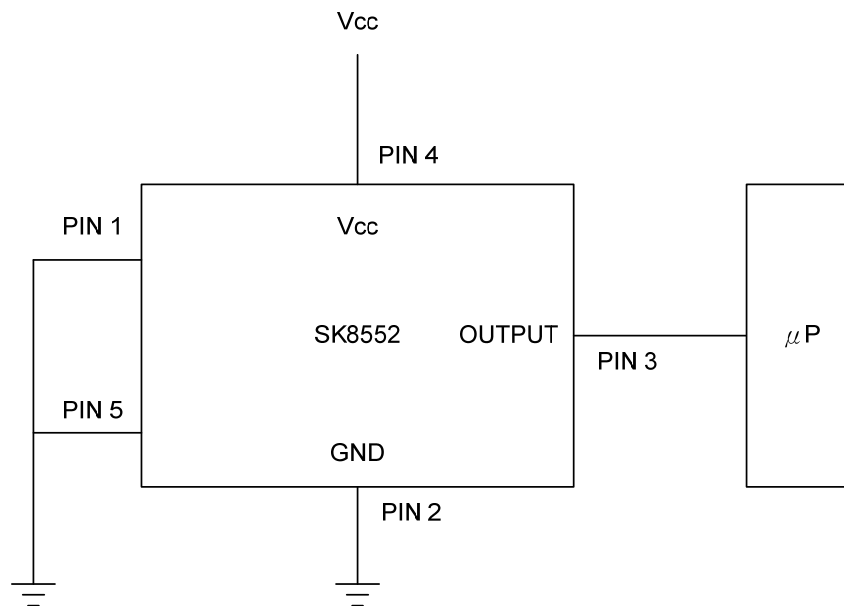 Vcc
PIN 4
PIN 1
Vcc
SK8552
OUTPUT
μP
PIN 3
PIN 5
GND
PIN 2